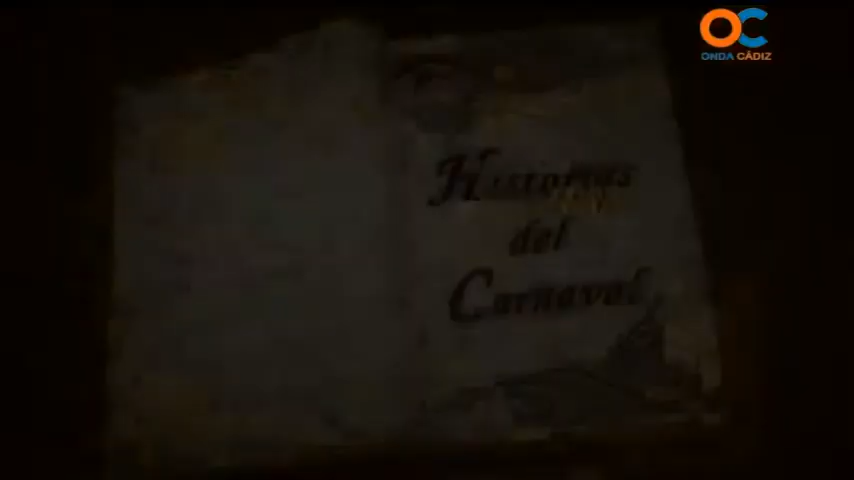 OC
ONDA CÁDIZ
Historias
del
Carnaval